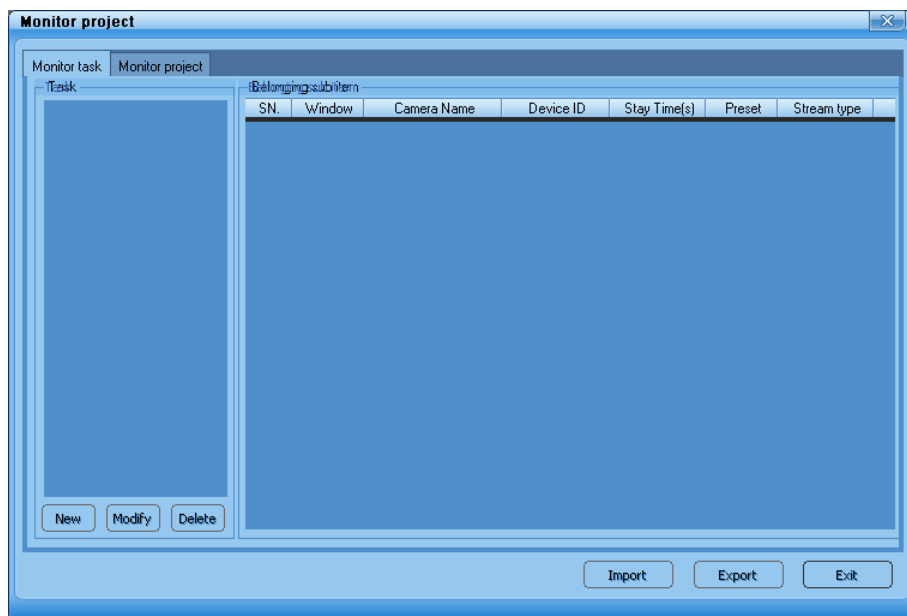 Monitor project
Monitor task Monitor project
Task
Belonging subitem
SN. Window Camera Name Device ID Stay Time(s) Preset Stream type
New Modify Delete
Import Export Exit